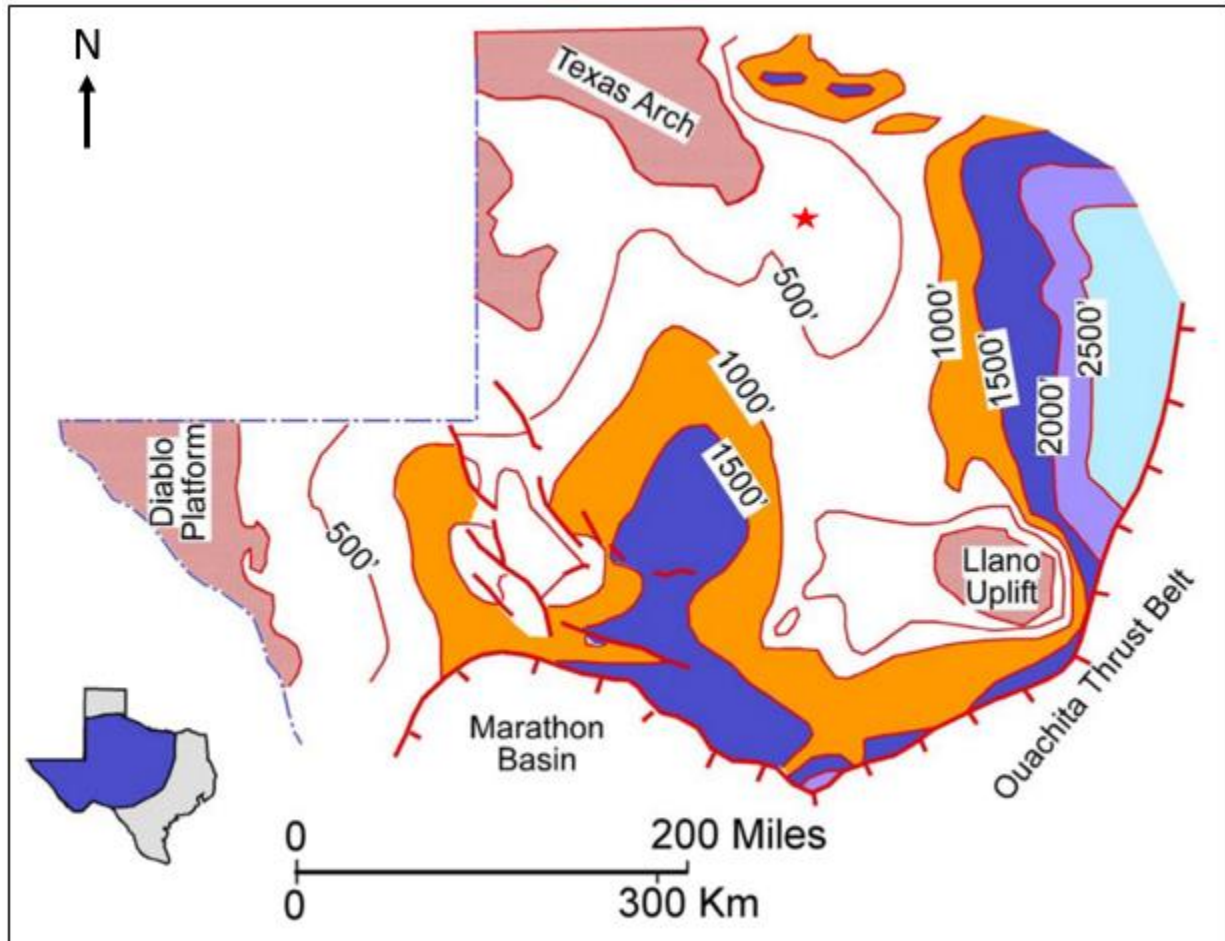 N
Texas Arch
500'
1000'
1500'
2000'
2500'
1000'
1500'
Diablo
Platform
500'
Llano
Uplift
Marathon
Basin
Ouachita Thrust Belt
0
200 Miles
0
300 Km